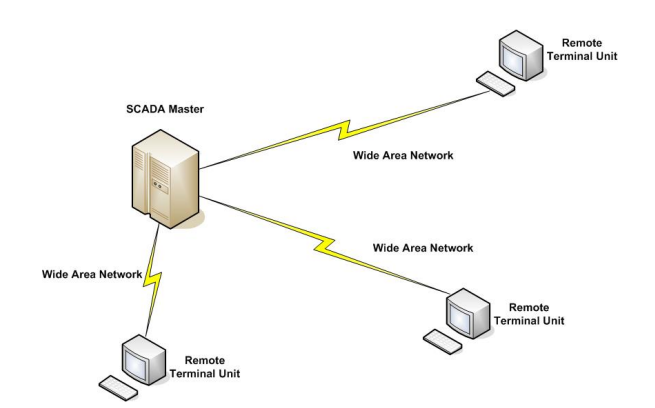 Remote
Terminal Unit
SCADA Master
Wide Area Network
Wide Area Network
Wide Area Network
Remote
Terminal Unit
Remote
Terminal Unit